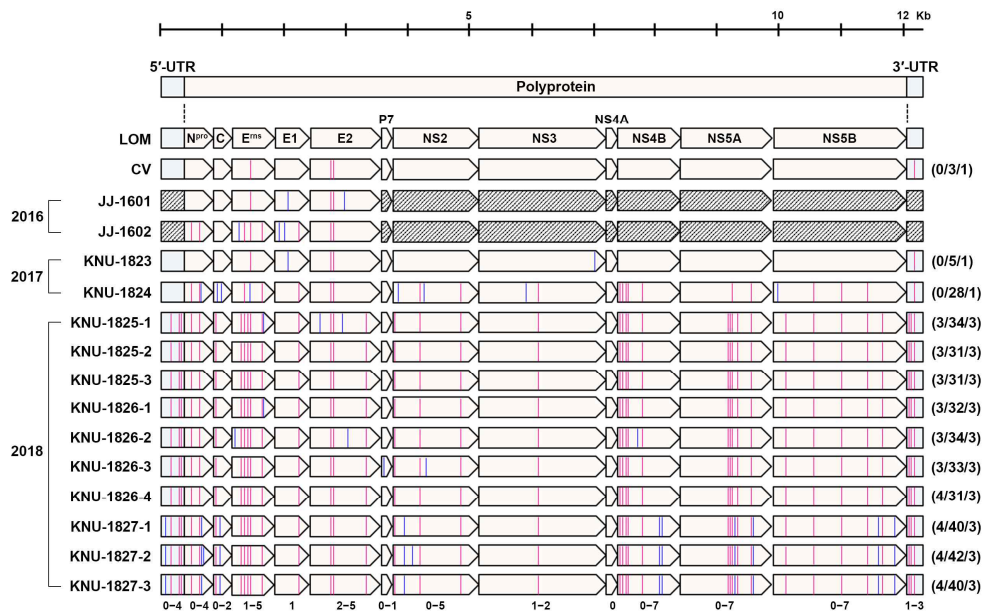 5 10 12 Kb
5′-UTR 3′-UTR
Polyprotein
P7 NS4A
LOM Npro C Erns E1 E2 NS2 NS3 NS4B NS5A NS5B
CV (0/3/1)
2016
JJ-1601
JJ-1602
2017
KNU-1823 (0/5/1)
KNU-1824 (0/28/1)
KNU-1825-1 (3/34/3)
KNU-1825-2 (3/31/3)
KNU-1825-3 (3/31/3)
KNU-1826-1 (3/32/3)
2018
KNU-1826-2 (3/34/3)
KNU-1826-3 (3/33/3)
KNU-1826-4 (4/31/3)
KNU-1827-1 (4/40/3)
KNU-1827-2 (4/42/3)
KNU-1827-3 (4/40/3)
0−4 0−4 0−2 1−5 1 2−5 0−1 0−5 1−2 0 0−7 0−7 0−7 1−3